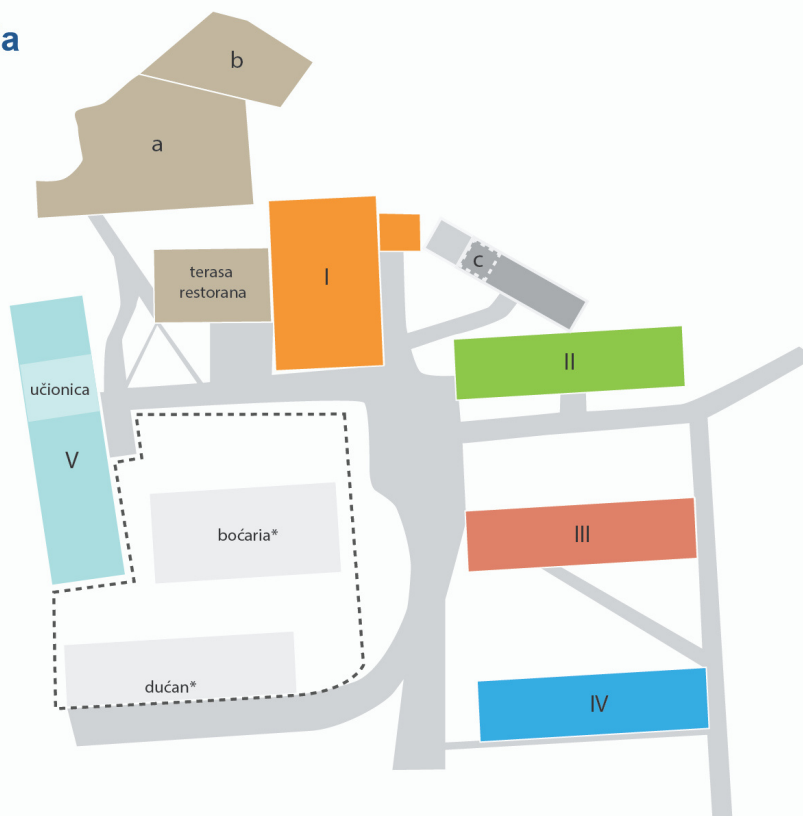 a
b
a
terasa
restorana
I
c
II
učionica
V
III
boćaria*
dućan*
IV